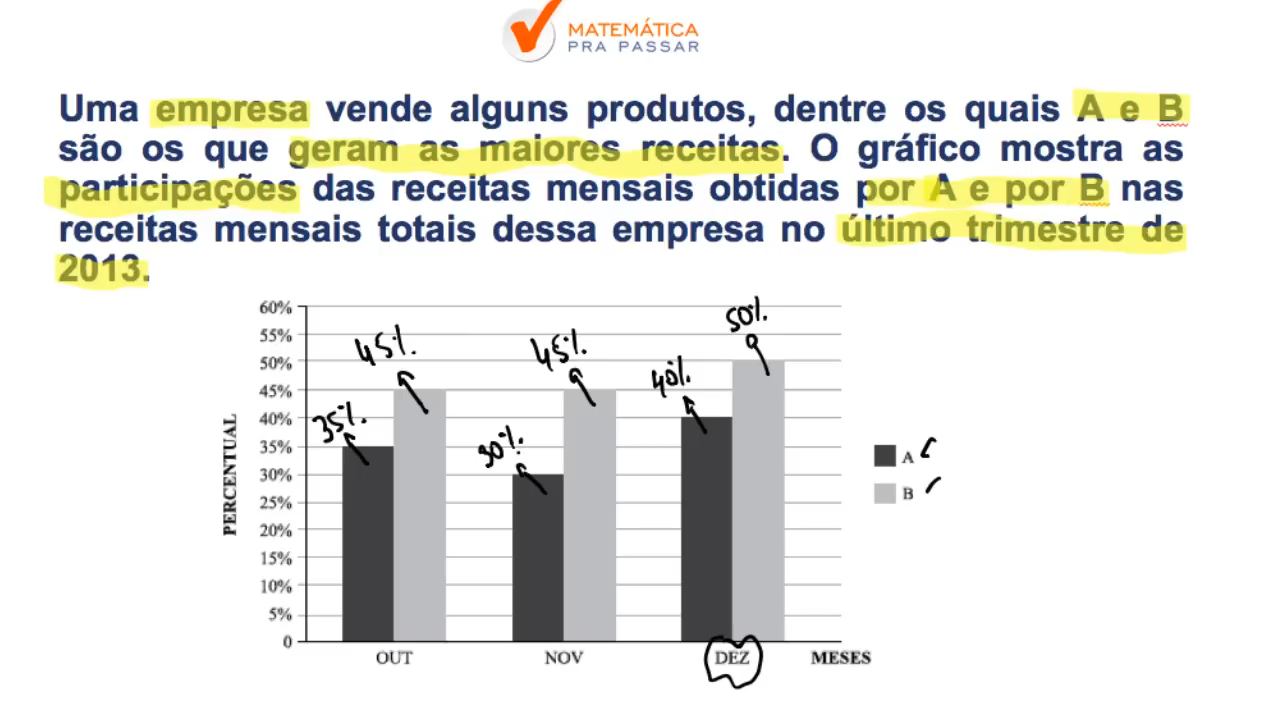 MATEMÁTICA
PRA PASSAR
Uma empresa vende alguns produtos, dentre os quais A e B
são os que geram as maiores receitas. O gráfico mostra as
participações das receitas mensais obtidas por A e por B nas
receitas mensais totais dessa empresa no último trimestre de
2013.
PERCENTUAL
60%
55%
50%
45%
40%
35%
30%
25%
20%
15%
10%
5%
0
35%
45%
30%
45%
40%
50%
OUT
NOV
DEZ
MESES
A
B